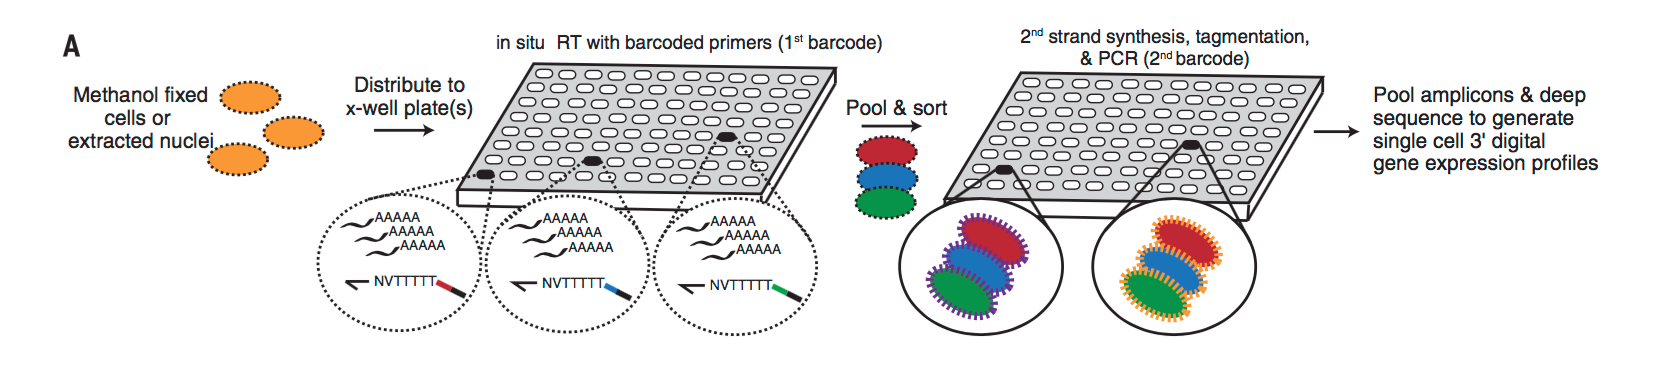 A
Methanol fixed
cells or
extracted nuclei
Distribute to
x-well plate(s)
in situ RT with barcoded primers (1st barcode)
AAAAA
AAAAA
AAAAA
NVTTTTT
AAAAA
AAAAA
AAAAA
NVTTTTT
AAAAA
AAAAA
AAAAA
NVTTTTT
Pool & sort
2nd strand synthesis, tagmentation,
& PCR (2nd barcode)
Pool amplicons & deep
sequence to generate
single cell 3' digital
gene expression profiles